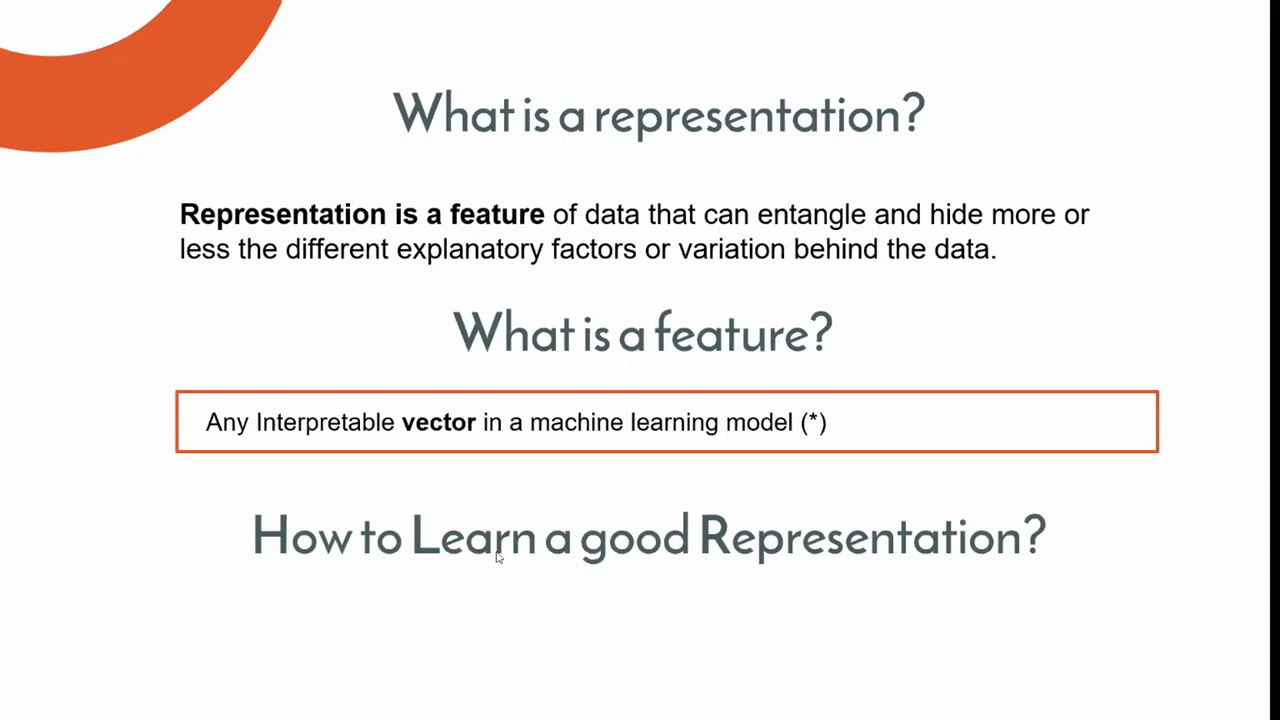 What is a representation?
Representation is a feature of data that can entangle and hide more or
less the different explanatory factors or variation behind the data.
What is a feature?
Any Interpretable vector in a machine learning model (*)
How to Learn a good Representation?